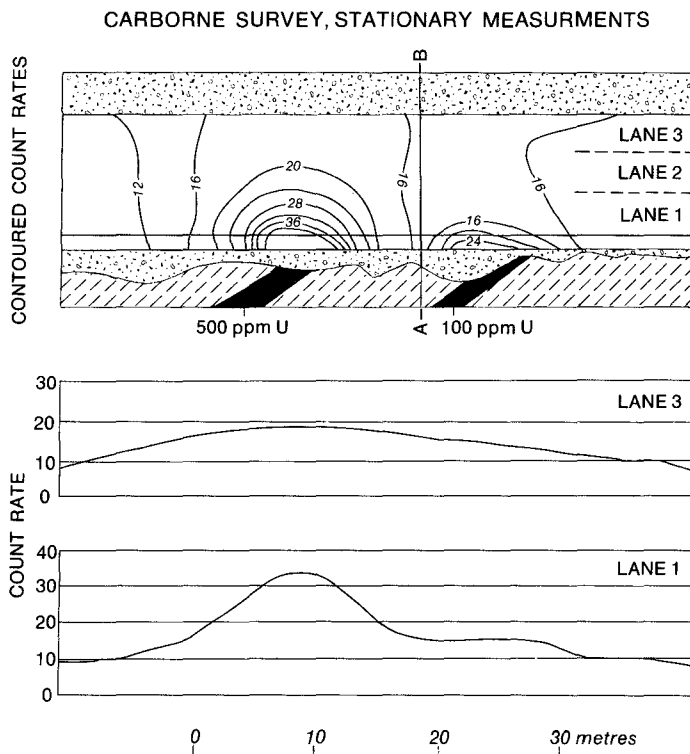 CARBORNE SURVEY, STATIONARY MEASURMENTS
CONTOURED COUNT RATES
B
LANE 3
LANE 2
LANE 1
12
16
20
28
36
16
16
24
16
500 ppm U
A
100 ppm U
COUNT RATE
30
20
10
0
LANE 3
40
30
20
10
0
LANE 1
0
10
20
30 metres